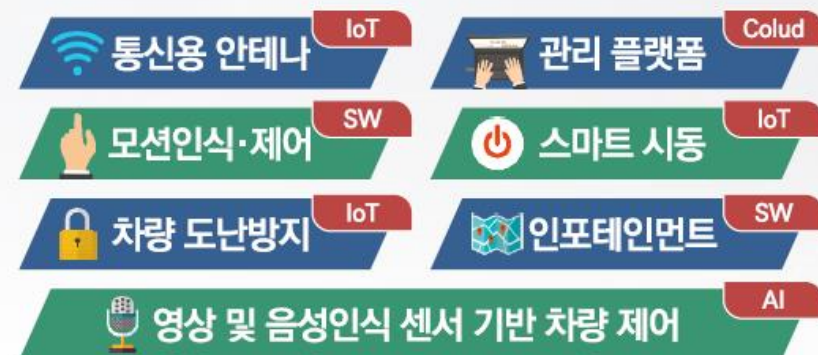 통신용 안테나 IoT
관리 플랫폼 Colud
모션인식·제어 SW
스마트 시동 IoT
차량 도난방지 IoT
인포테인먼트 SW
영상 및 음성인식 센서 기반 차량 제어 AI